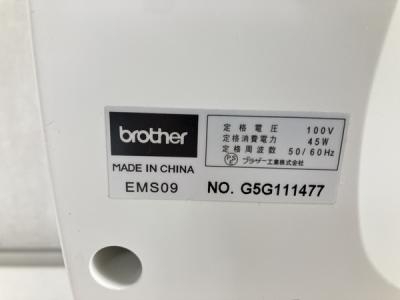 brother
MADE IN CHINA
EMS09
定格電圧 100V
定格消費電力 45W
定格周波数 50/60Hz
PSE ブラザー工業株式会社
NO. G5G111477